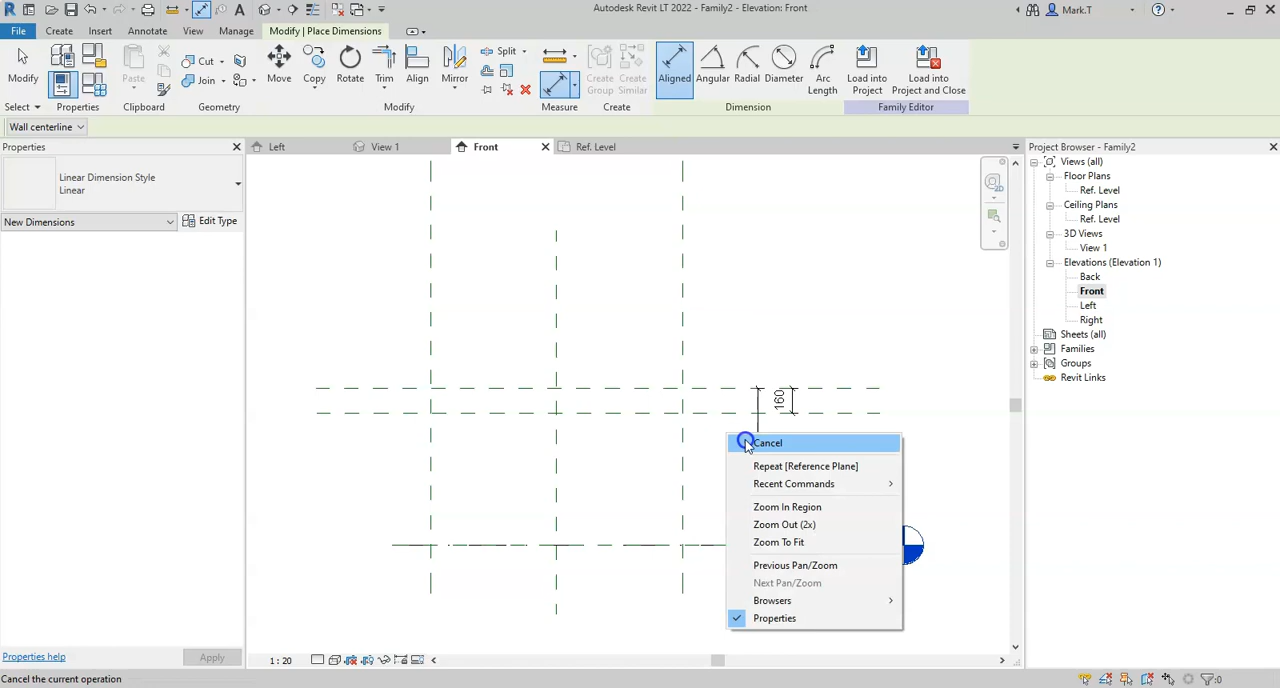 Autodesk Revit LT 2022 - Family2 - Elevation: Front
Mark.T
File
Create
Insert
Annotate
View
Manage
Modify | Place Dimensions
Modify
Paste
Cut
Join
Move
Copy
Rotate
Trim
Align
Mirror
Split
Create Group
Create Similar
Aligned
Angular
Radial
Diameter
Arc Length
Load into Project
Load into Project and Close
Select
Properties
Clipboard
Geometry
Modify
Measure
Create
Dimension
Family Editor
Wall centerline
Properties
Linear Dimension Style
Linear
New Dimensions
Edit Type
Left
View 1
Front
Ref. Level
2D
160
Cancel
Repeat [Reference Plane]
Recent Commands
Zoom In Region
Zoom Out (2x)
Zoom To Fit
Previous Pan/Zoom
Next Pan/Zoom
Browsers
Properties
Project Browser - Family2
Views (all)
Floor Plans
Ref. Level
Ceiling Plans
Ref. Level
3D Views
View 1
Elevations (Elevation 1)
Back
Front
Left
Right
Sheets (all)
Families
Groups
Revit Links
Properties help
Apply
1 : 20
Cancel the current operation
:0